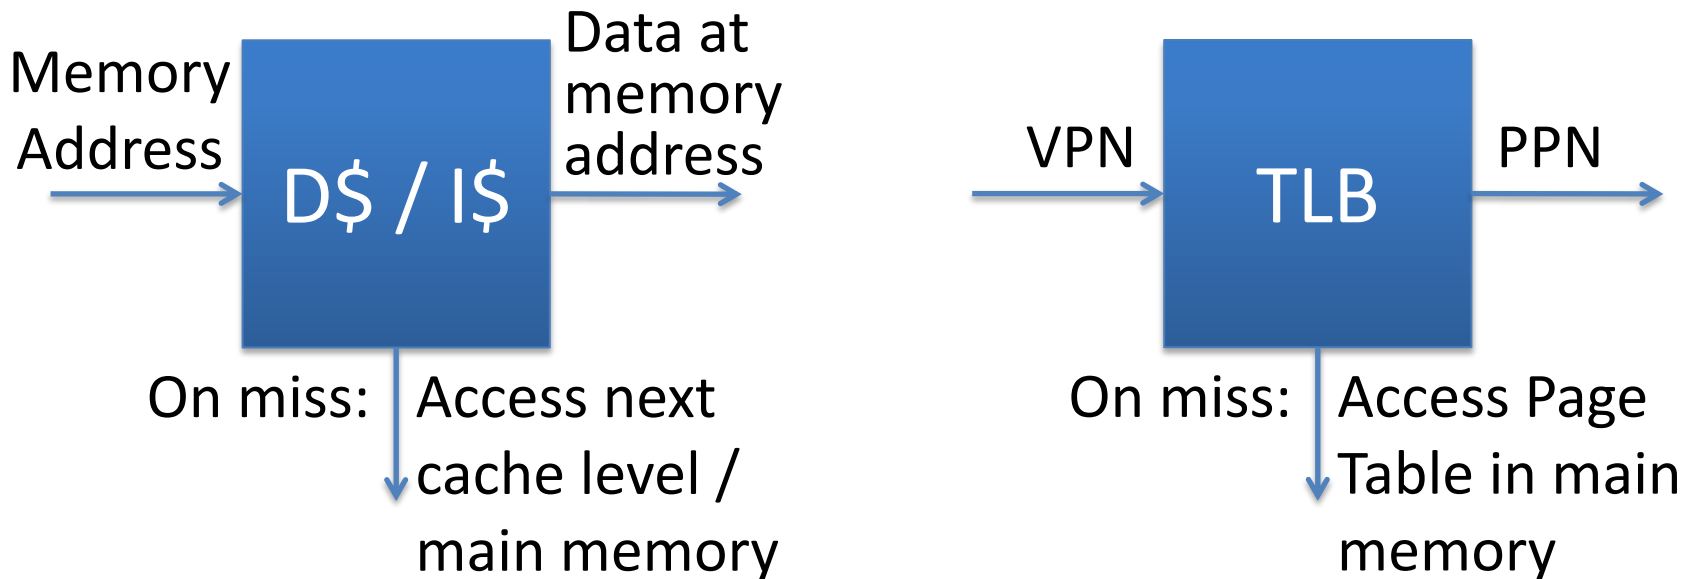 Memory
Address
D$ / I$
Data at
memory
address
On miss:
Access next
cache level /
main memory
VPN
TLB
PPN
On miss:
Access Page
Table in main
memory